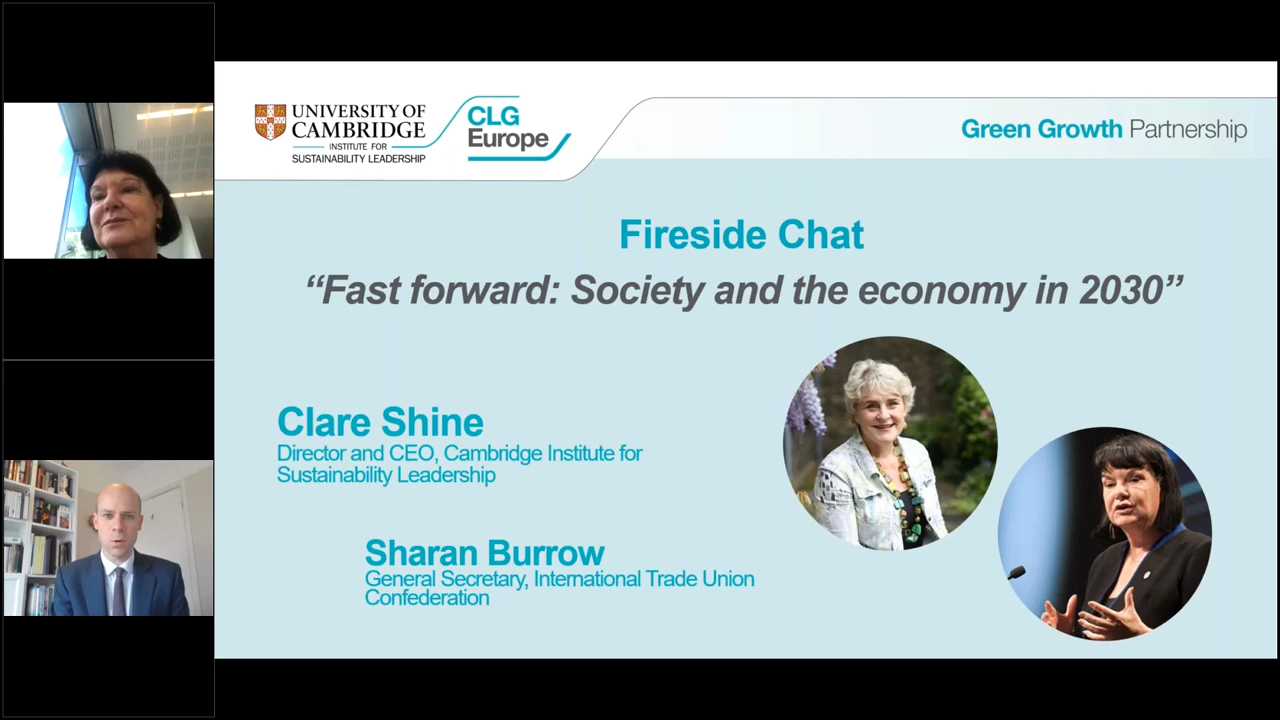 UNIVERSITY OF
CAMBRIDGE
INSTITUTE FOR
SUSTAINABILITY LEADERSHIP
CLG
Europe
Green Growth Partnership
Fireside Chat
“Fast forward: Society and the economy in 2030”
Clare Shine
Director and CEO, Cambridge Institute for
Sustainability Leadership
Sharan Burrow
General Secretary, International Trade Union
Confederation